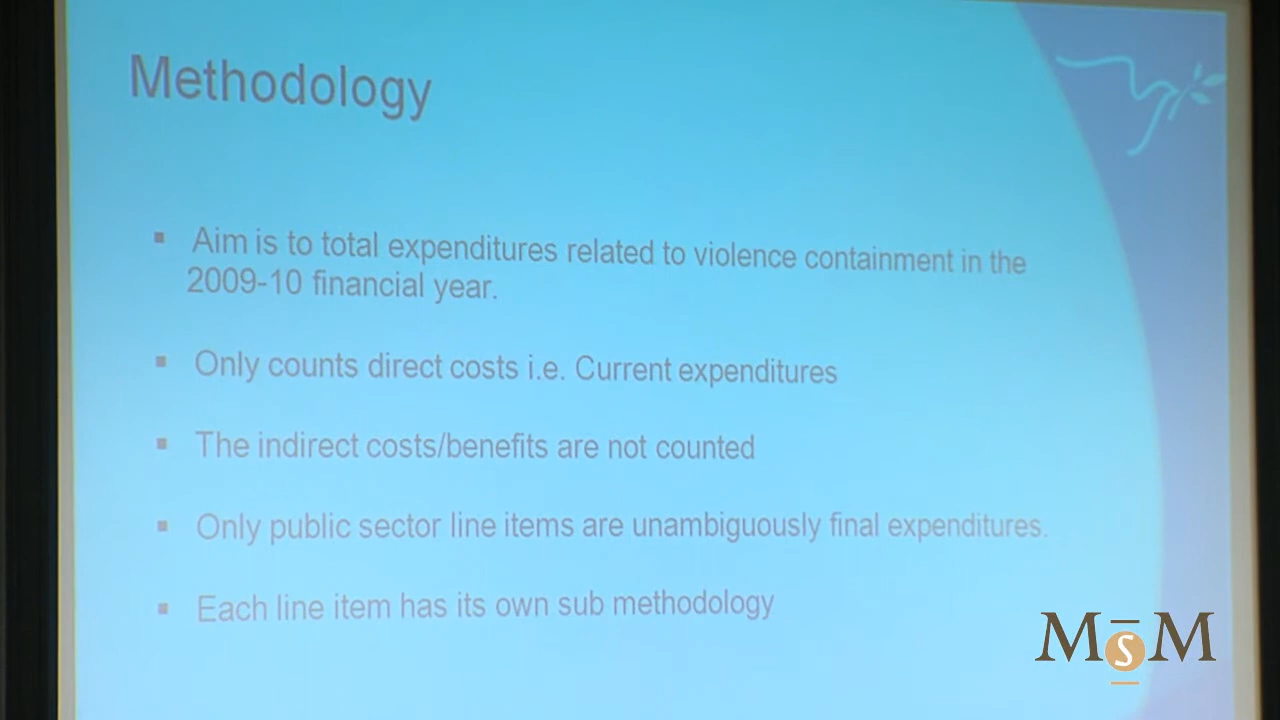 Methodology
▪ Aim is to total expenditures related to violence containment in the
2009-10 financial year.
▪ Only counts direct costs i.e. Current expenditures
▪ The indirect costs/benefits are not counted
▪ Only public sector line items are unambiguously final expenditures.
▪ Each line item has its own sub methodology
MSM